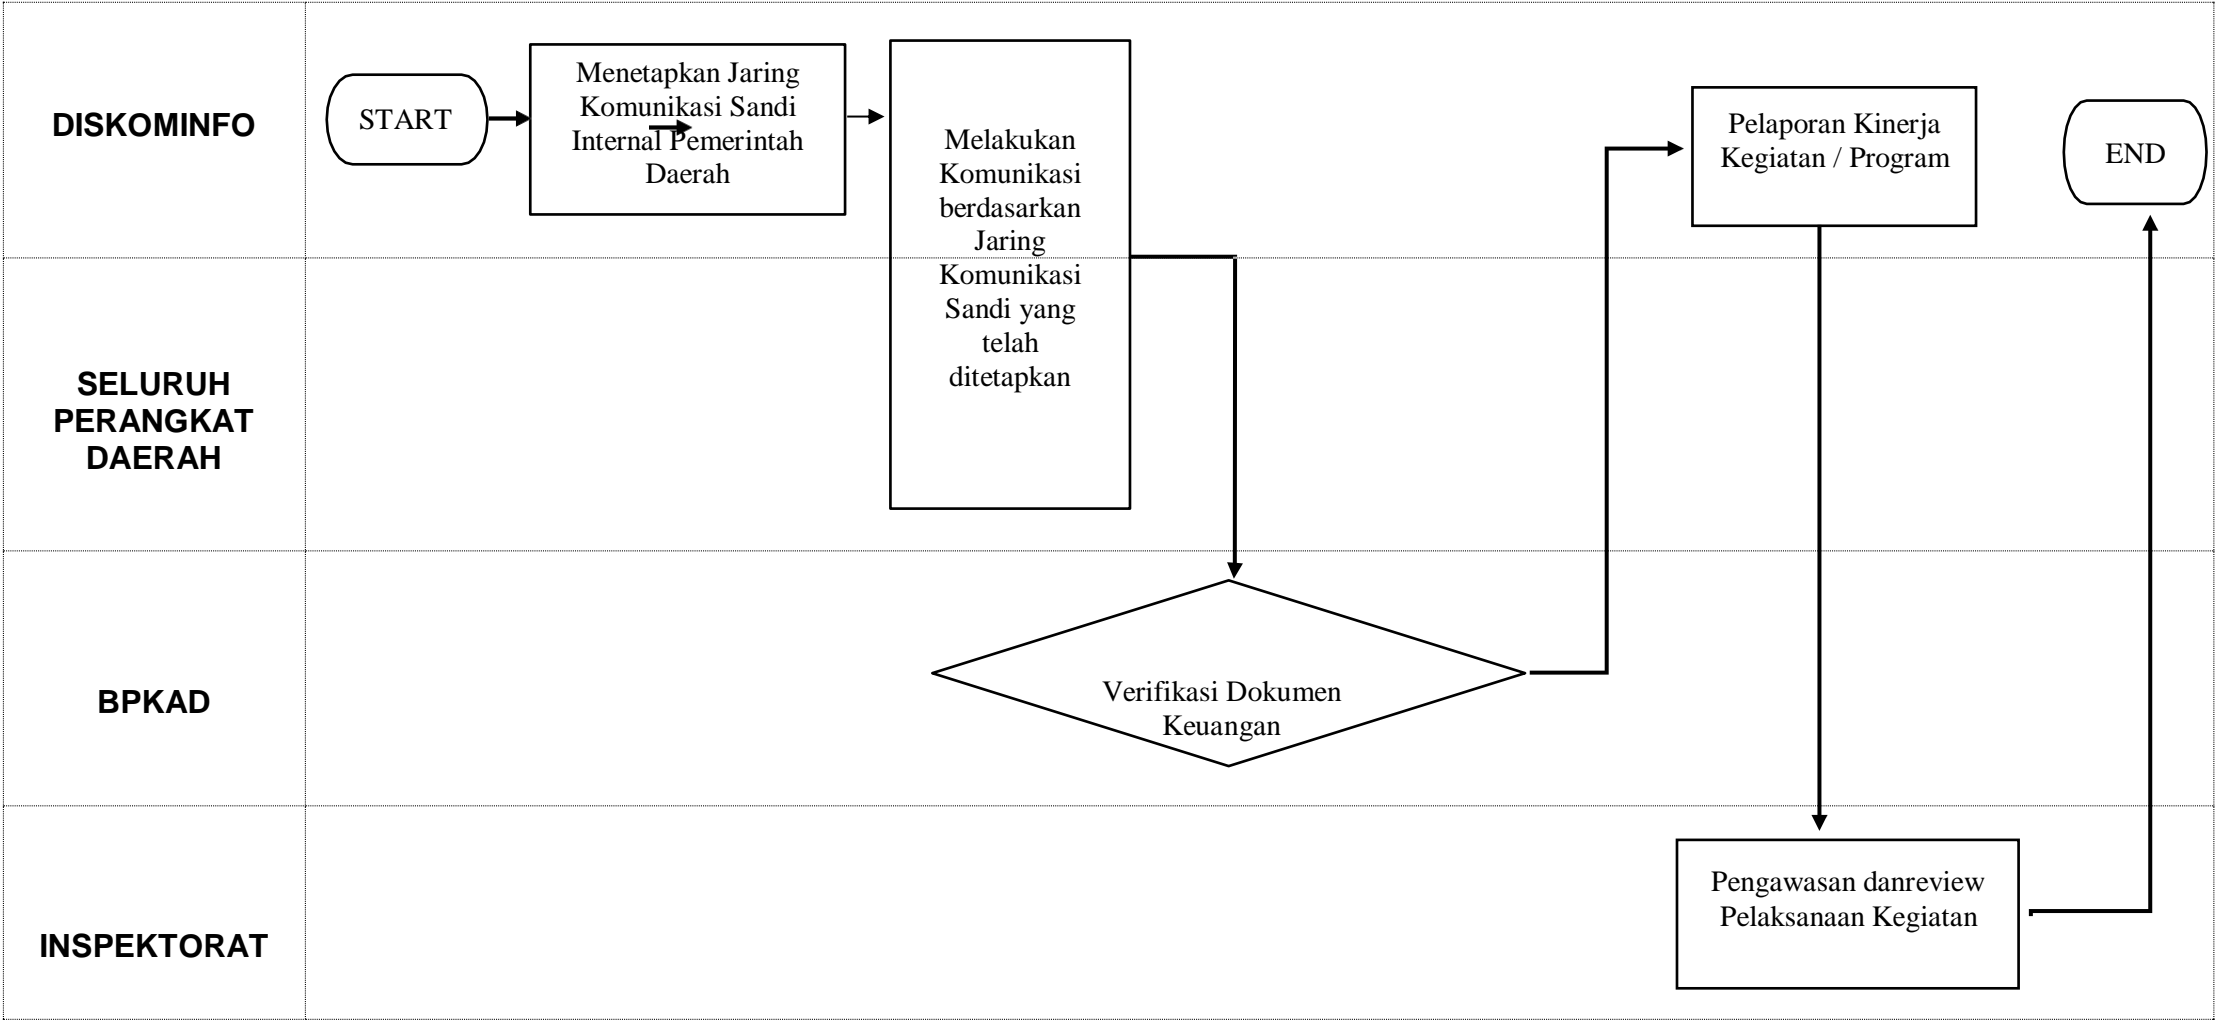 DISKOMINFO
START
Menetapkan Jaring
Komunikasi Sandi
Internal Pemerintah
Daerah
Melakukan
Komunikasi
berdasarkan
Jaring
Komunikasi
Sandi yang
telah
ditetapkan
Pelaporan Kinerja
Kegiatan / Program
END
SELURUH
PERANGKAT
DAERAH
BPKAD
Verifikasi Dokumen
Keuangan
INSPEKTORAT
Pengawasan danreview
Pelaksanaan Kegiatan